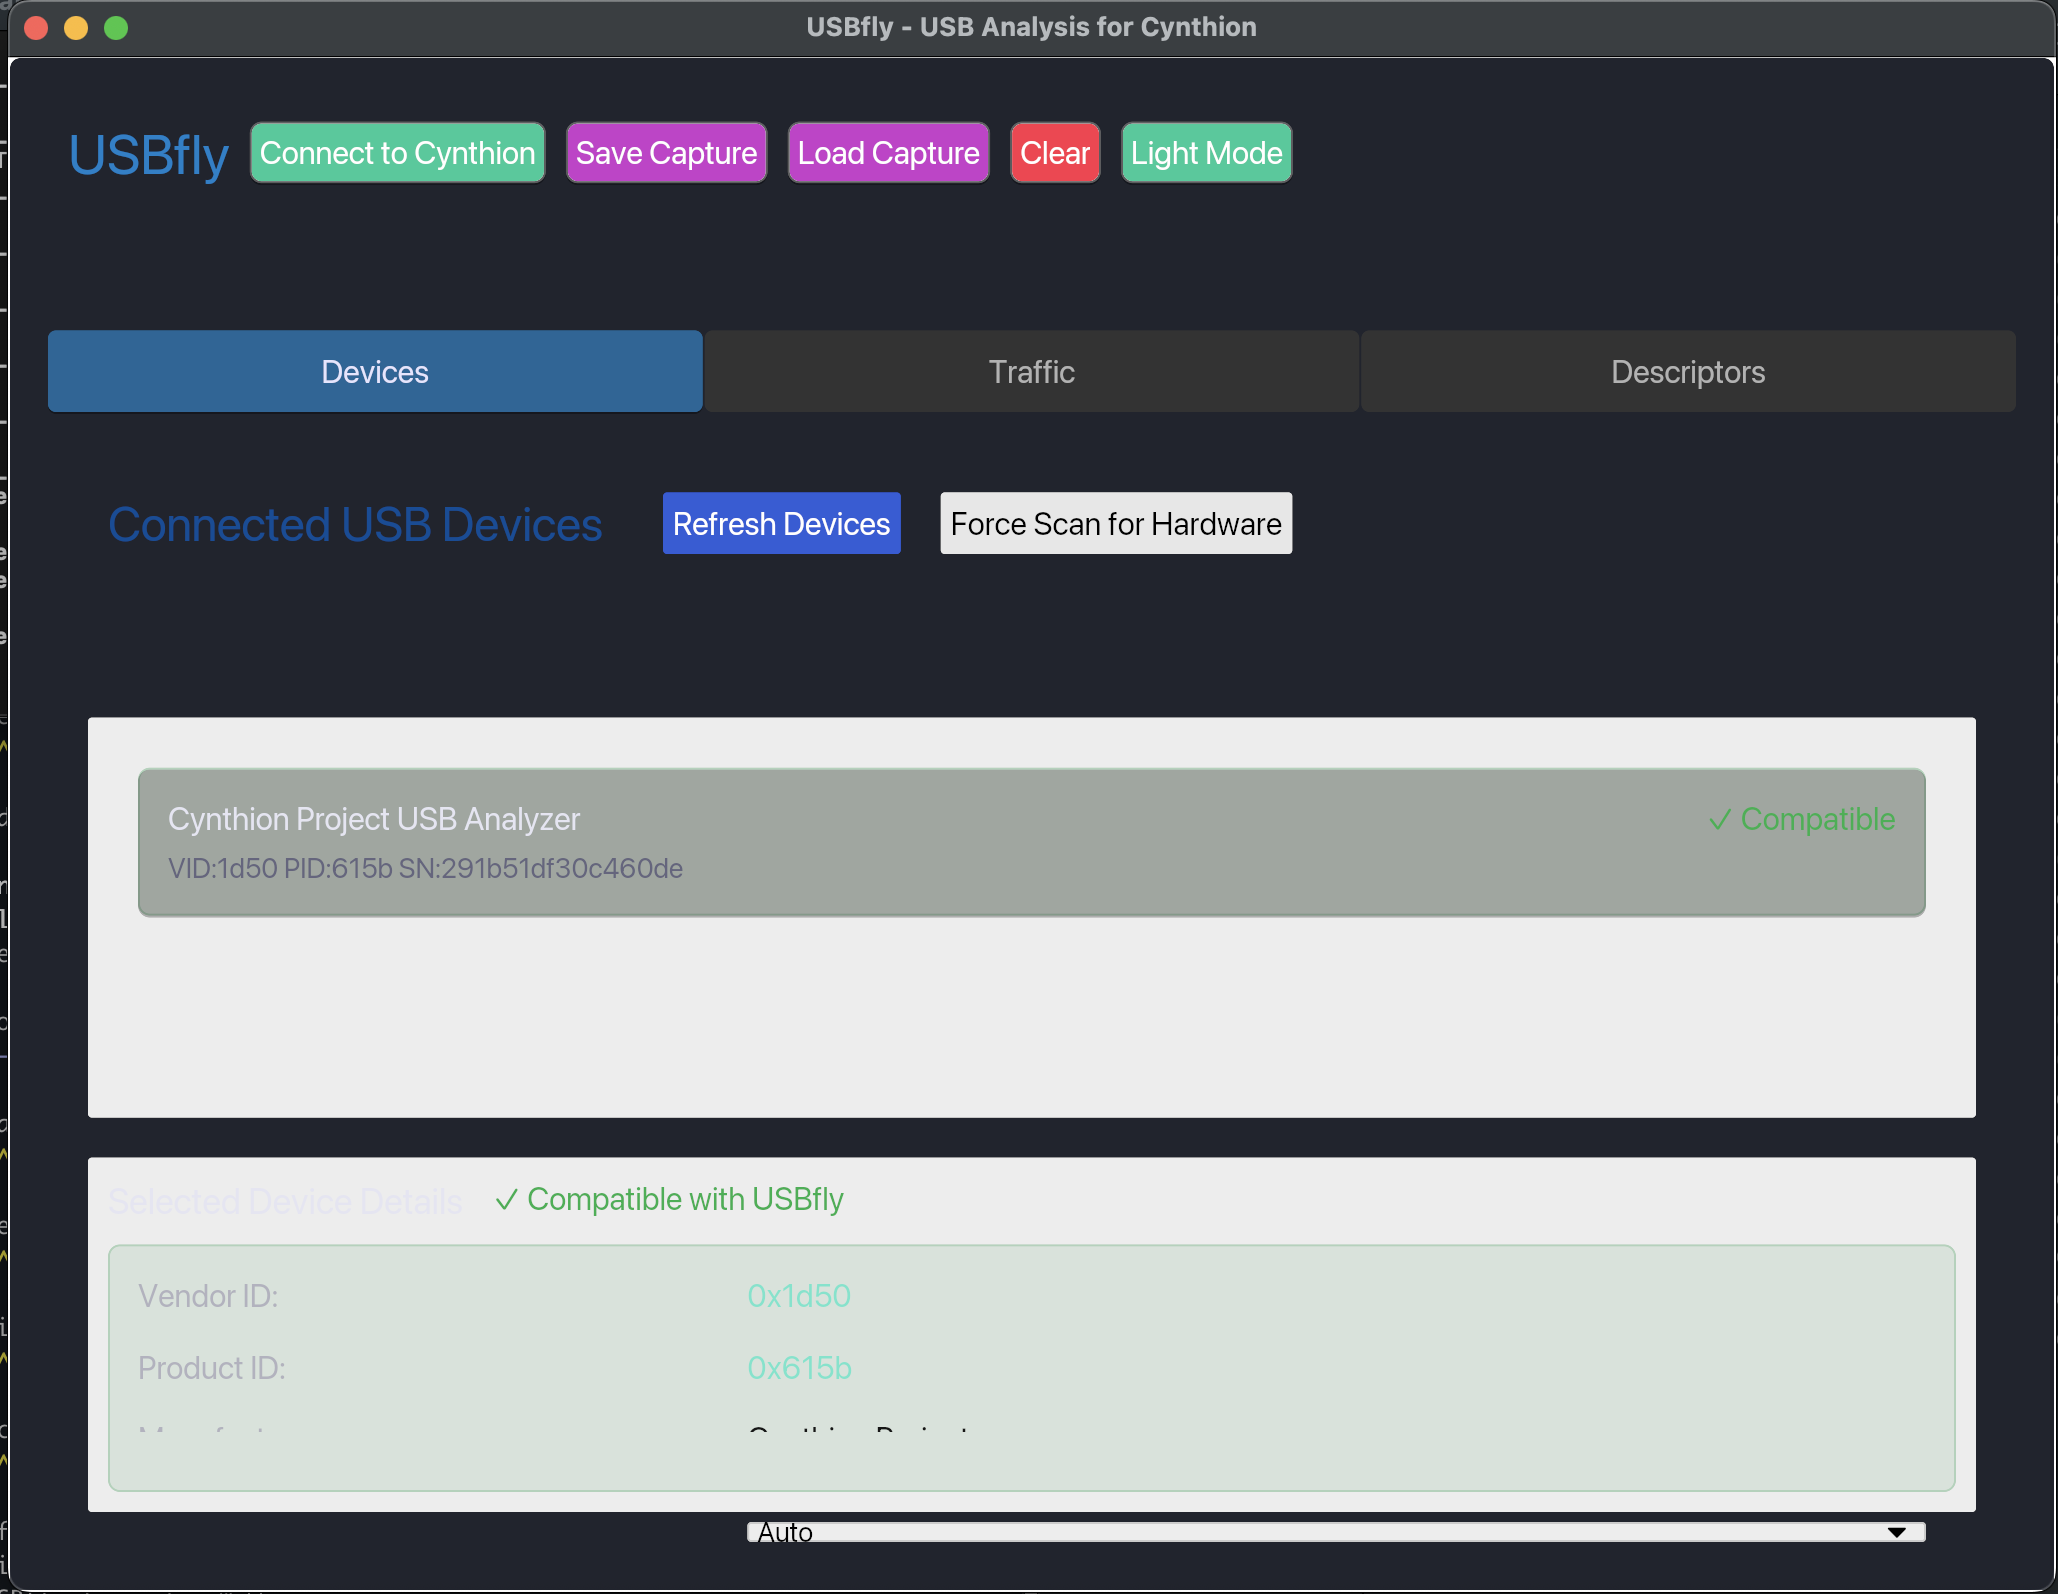 USBfly - USB Analysis for Cynthion
USBfly Connect to Cynthion Save Capture Load Capture Clear Light Mode
Devices Traffic Descriptors
Connected USB Devices Refresh Devices Force Scan for Hardware
Cynthion Project USB Analyzer ✓ Compatible
VID:1d50 PID:615b SN:291b51df30c460de
Selected Device Details ✓ Compatible with USBfly
Vendor ID: 0x1d50
Product ID: 0x615b
Cynthion Project
Auto